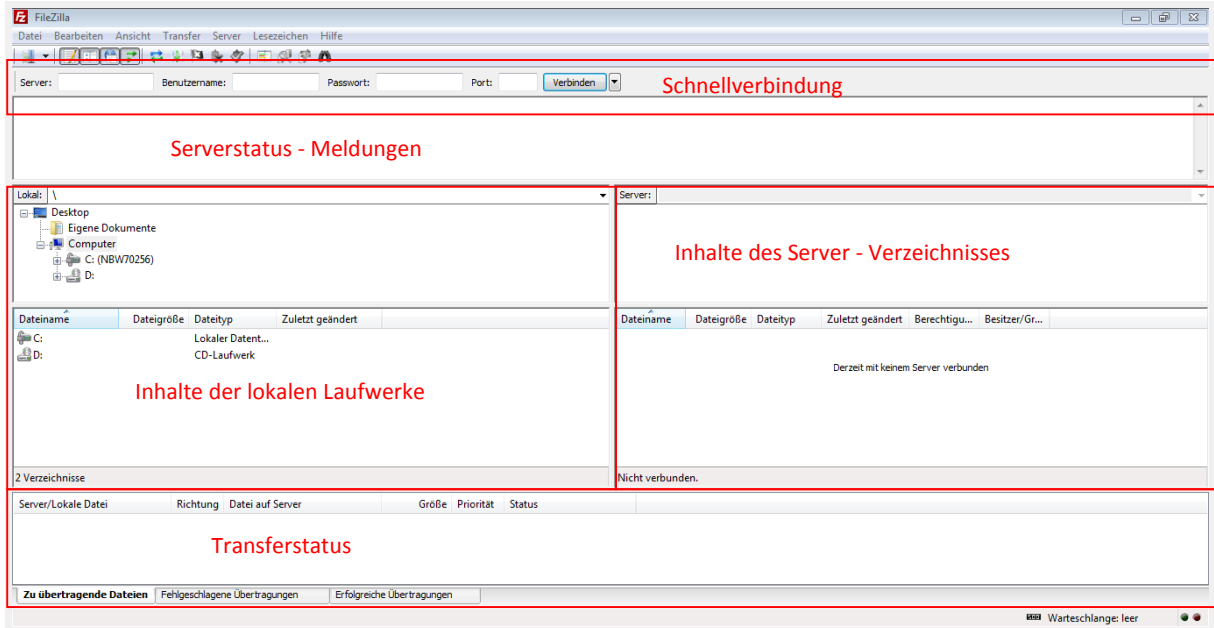 FileZilla
Datei Bearbeiten Ansicht Transfer Server Lesezeichen Hilfe
Server: Benutzername: Passwort: Port: Verbinden Schnellverbindung
Serverstatus - Meldungen
Lokal: \ Server:
Desktop
Eigene Dokumente
Computer
C: (NBW70256)
D:
Inhalte des Server - Verzeichnisses
Dateiname Dateigröße Dateityp Zuletzt geändert
C: Lokaler Datent...
D: CD-Laufwerk
Inhalte der lokalen Laufwerke
2 Verzeichnisse
Dateiname Dateigröße Dateityp Zuletzt geändert Berechtigu... Besitzer/Gr...
Derzeit mit keinem Server verbunden
Nicht verbunden.
Server/Lokale Datei Richtung Datei auf Server Größe Priorität Status
Transferstatus
Zu übertragende Dateien Fehlgeschlagene Übertragungen Erfolgreiche Übertragungen
Warteschlange: leer